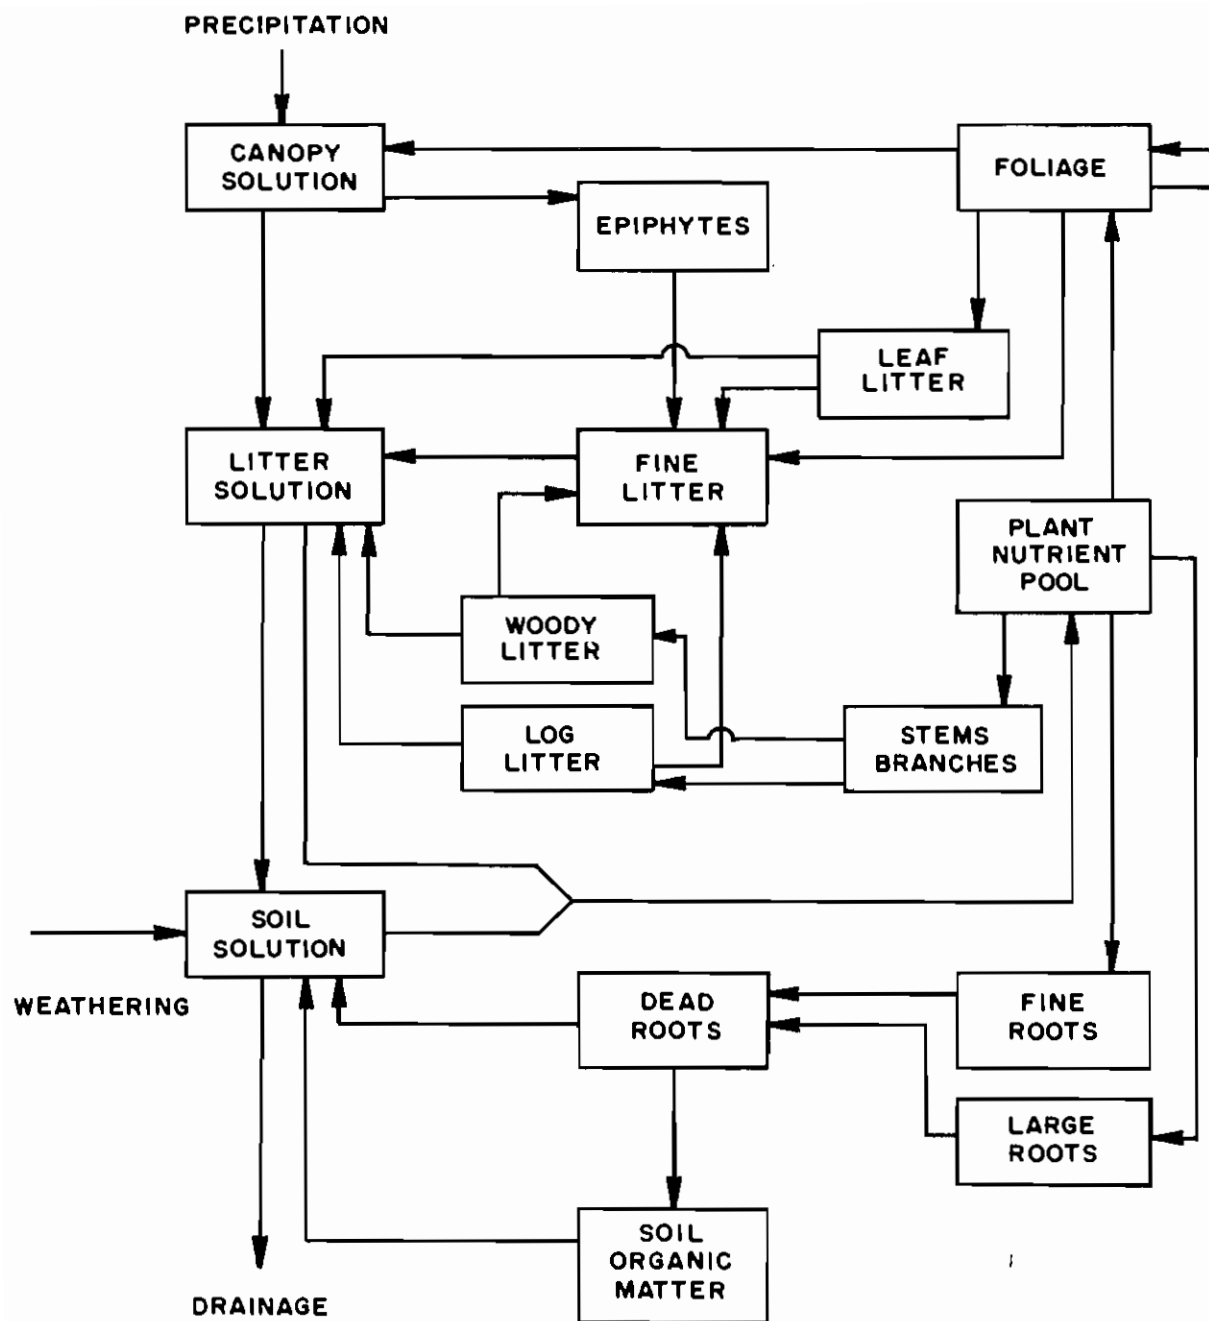 PRECIPITATION
CANOPY
SOLUTION
FOLIAGE
EPIPHYTES
LEAF
LITTER
LITTER
SOLUTION
FINE
LITTER
PLANT
NUTRIENT
POOL
WOODY
LITTER
LOG
LITTER
STEMS
BRANCHES
SOIL
SOLUTION
WEATHERING
DEAD
ROOTS
FINE
ROOTS
LARGE
ROOTS
SOIL
ORGANIC
MATTER
DRAINAGE